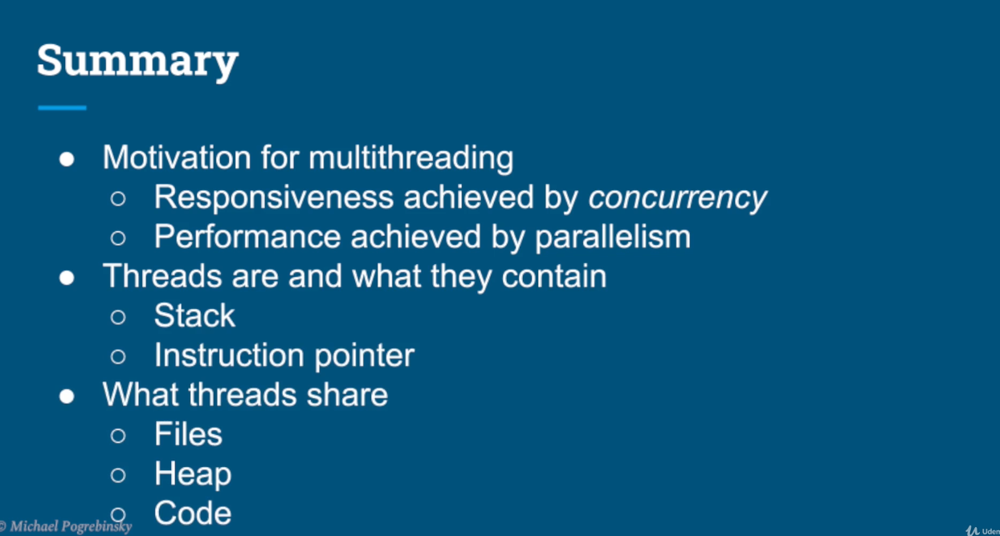 Summary
● Motivation for multithreading
○ Responsiveness achieved by concurrency
○ Performance achieved by parallelism
● Threads are and what they contain
○ Stack
○ Instruction pointer
● What threads share
○ Files
○ Heap
○ Code
© Michael Pogrebinsky
Uden